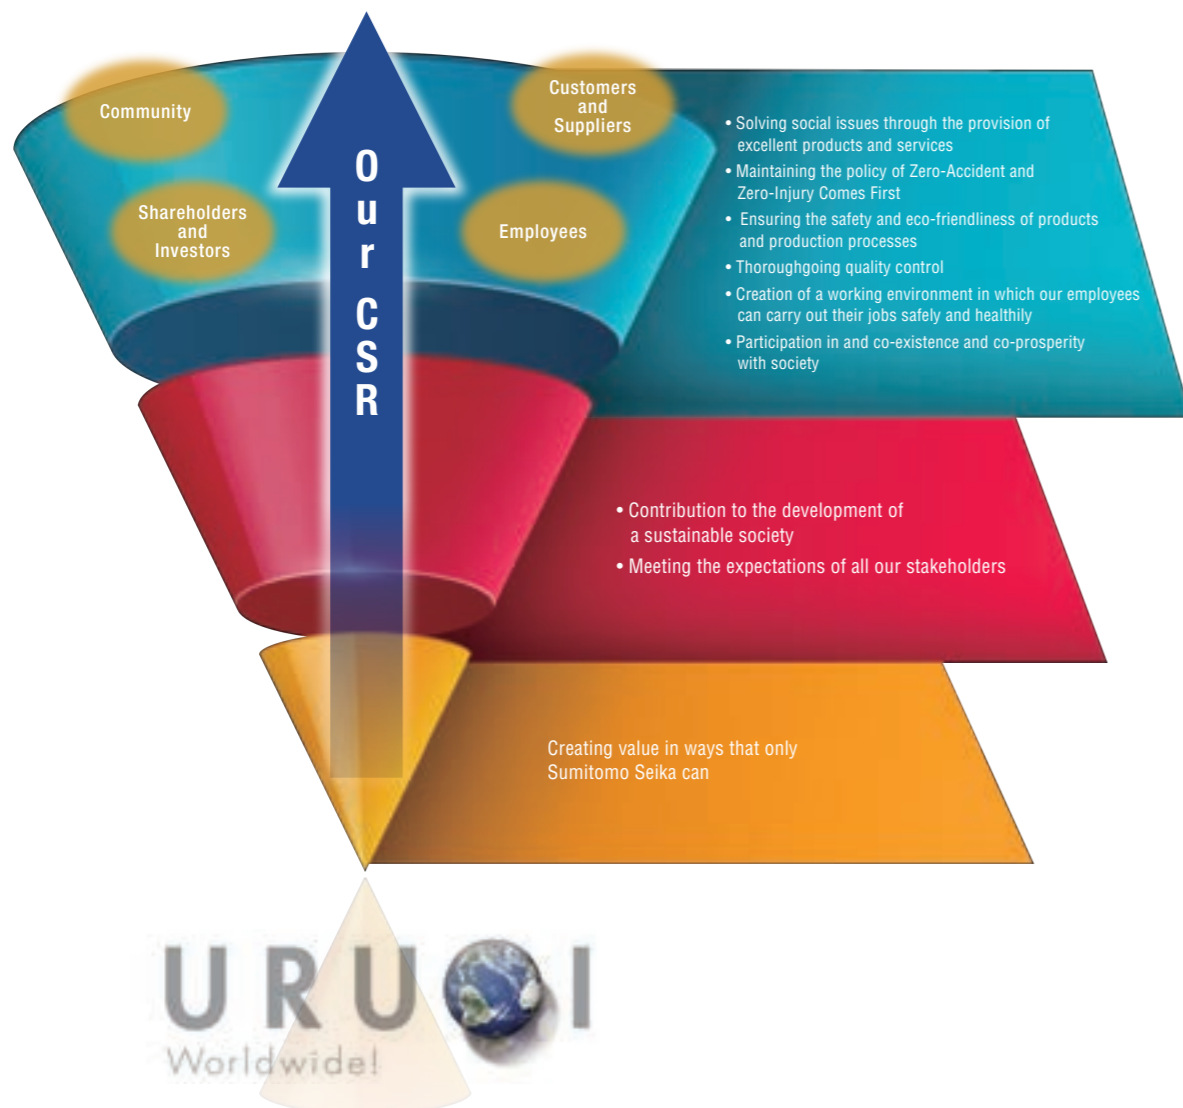 Community
Customers
and
Suppliers
Shareholders
and
Investors
Employees
Our CSR
• Solving social issues through the provision of
excellent products and services
• Maintaining the policy of Zero-Accident and
Zero-Injury Comes First
• Ensuring the safety and eco-friendliness of products
and production processes
• Thoroughgoing quality control
• Creation of a working environment in which our employees
can carry out their jobs safely and healthily
• Participation in and co-existence and co-prosperity
with society
• Contribution to the development of
a sustainable society
• Meeting the expectations of all our stakeholders
Creating value in ways that only
Sumitomo Seika can
URUOI
Worldwide!